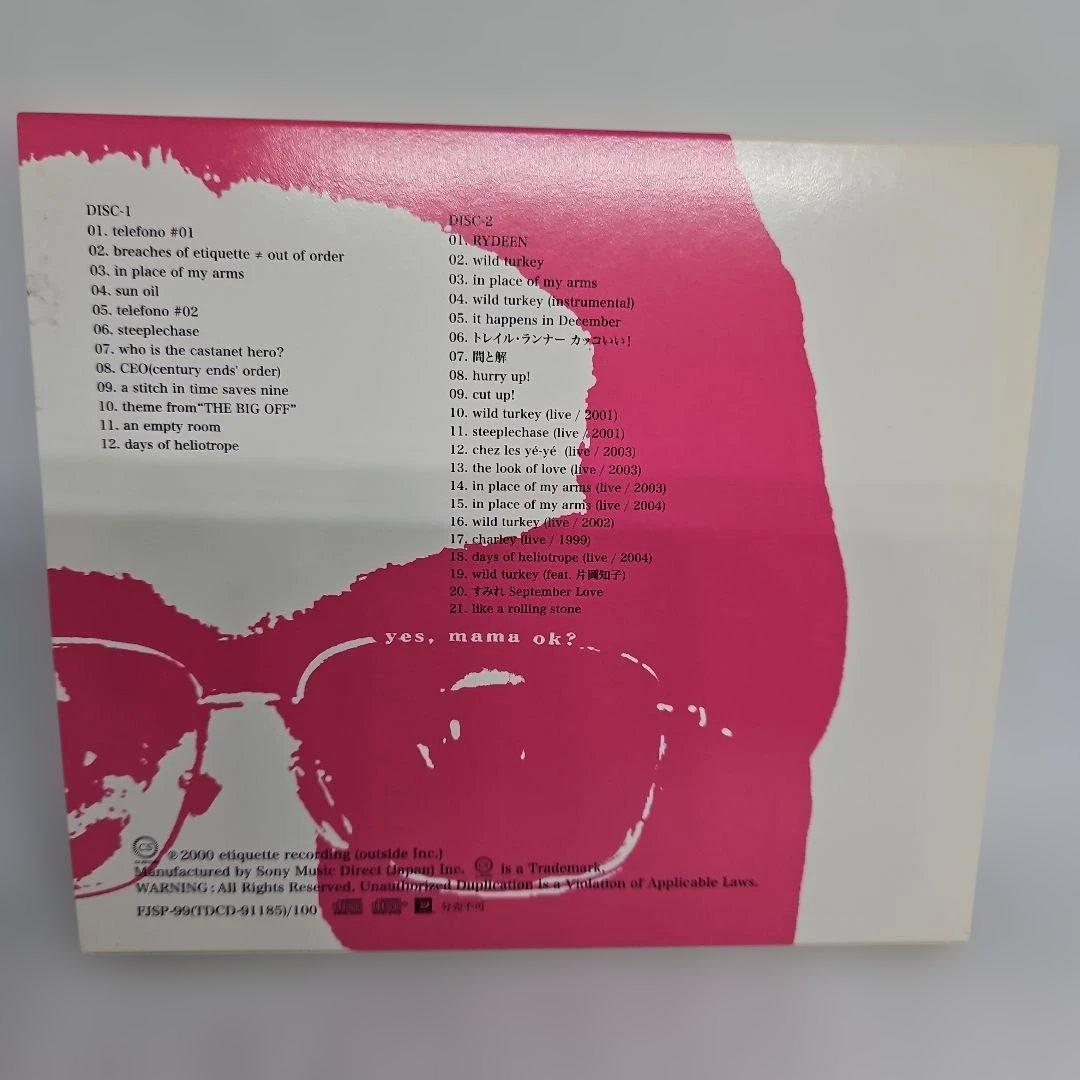 DISC-1
01. telefono #01
02. breaches of etiquette ≠ out of order
03. in place of my arms
04. sun oil
05. telefono #02
06. steeplechase
07. who is the castanet hero?
08. CEO(century ends' order)
09. a stitch in time saves nine
10. theme from“THE BIG OFF”
11. an empty room
12. days of heliotrope
DISC-2
01. RYDEEN
02. wild turkey
03. in place of my arms
04. wild turkey (instrumental)
05. it happens in December
06. トレイル・ランナー カッコいい!
07. 問と解
08. hurry up!
09. cut up!
10. wild turkey (live / 2001)
11. steeplechase (live / 2001)
12. chez les yé-yé (live / 2003)
13. the look of love (live / 2003)
14. in place of my arms (live / 2003)
15. in place of my arms (live / 2004)
16. wild turkey (live / 2002)
17. charley (live / 1999)
18. days of heliotrope (live / 2004)
19. wild turkey (feat. 片岡知子)
20. すみれ September Love
21. like a rolling stone
yes, mama ok?
CS ℗2000 etiquette recording (outside Inc.)
Manufactured by Sony Music Direct (Japan) Inc. CS is a Trademark.
WARNING : All Rights Reserved. Unauthorized Duplication Is a Violation of Applicable Laws.
FJSP-99(TDCD-91185)/100 分売不可